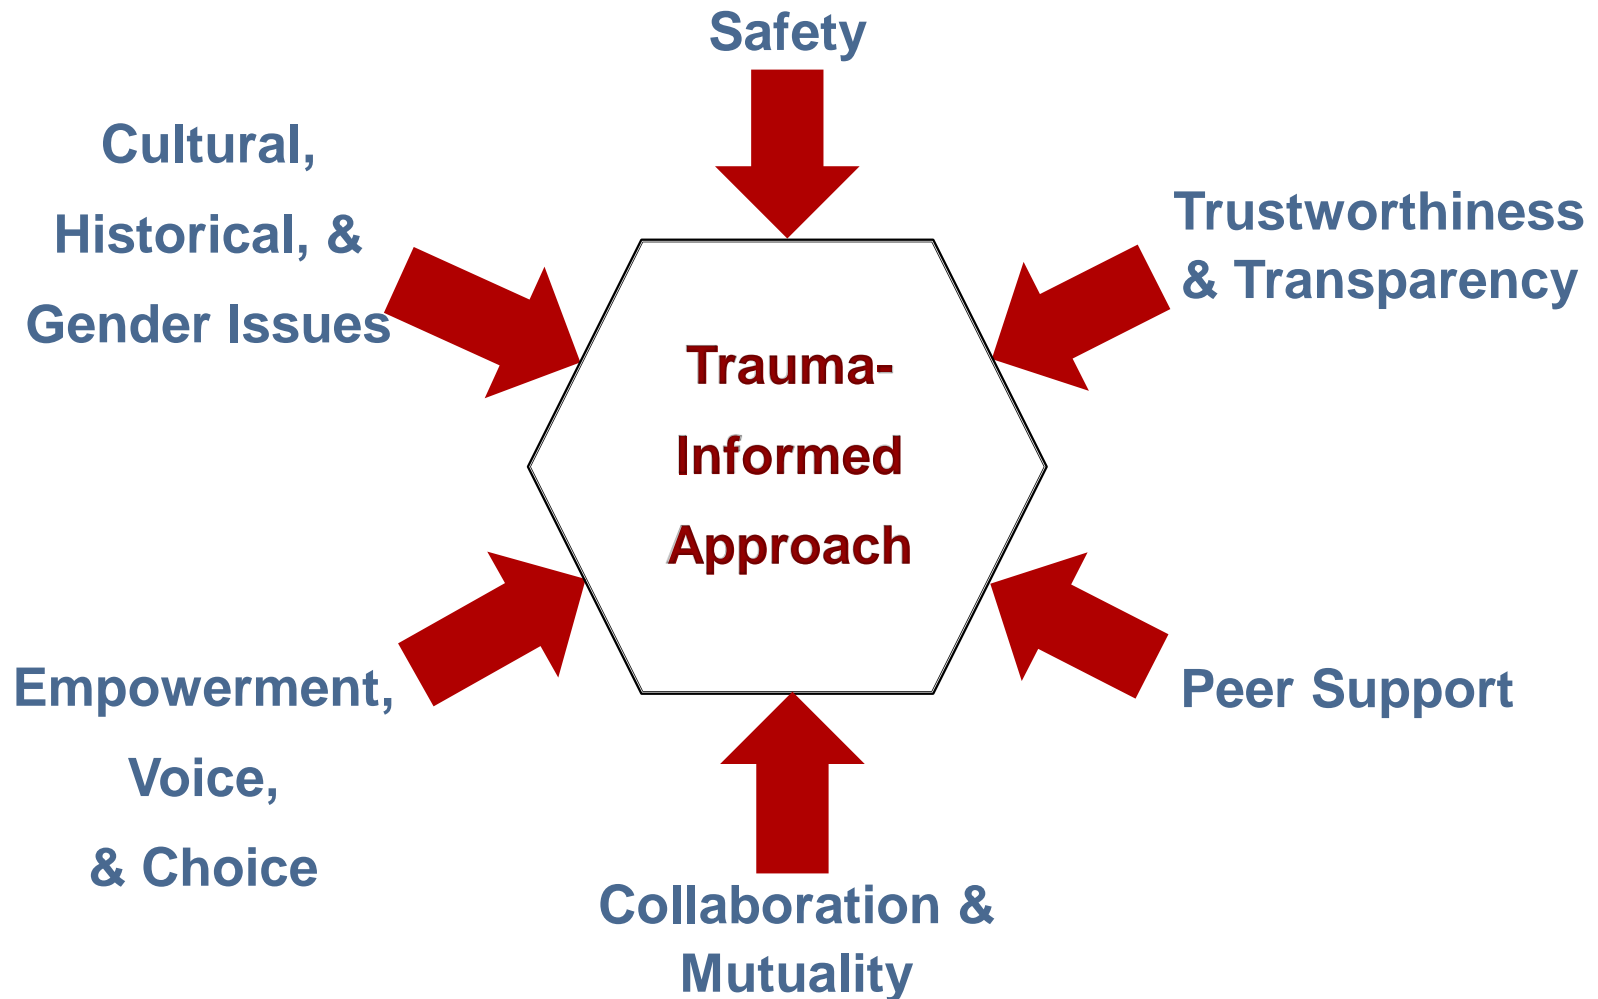 Safety
Cultural,
Historical, &
Gender Issues
Trustworthiness
& Transparency
Trauma-
Informed
Approach
Empowerment,
Voice,
& Choice
Peer Support
Collaboration &
Mutuality